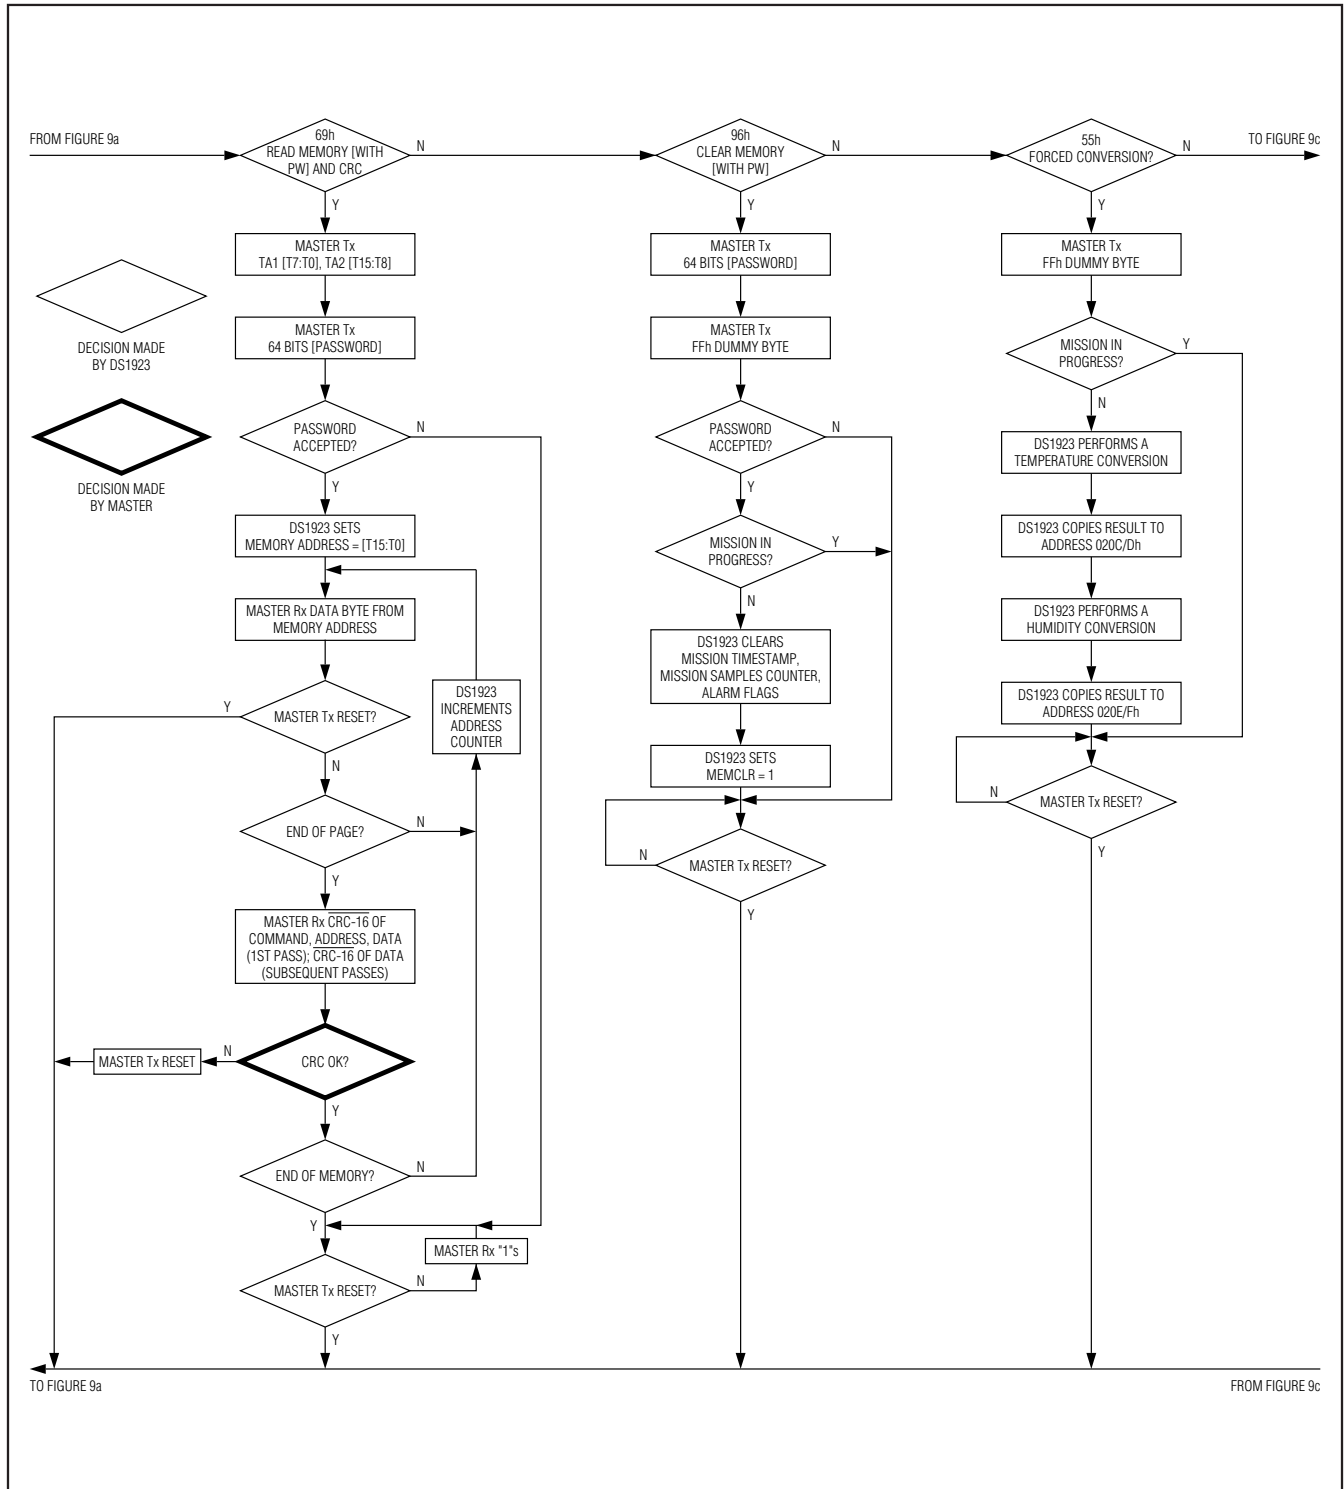 FROM FIGURE 9a
69h
READ MEMORY [WITH
PW] AND CRC
N
Y
MASTER Tx
TA1 [T7:T0], TA2 [T15:T8]
MASTER Tx
64 BITS [PASSWORD]
PASSWORD
ACCEPTED?
N
Y
DS1923 SETS
MEMORY ADDRESS = [T15:T0]
MASTER Rx DATA BYTE FROM
MEMORY ADDRESS
DS1923
INCREMENTS
ADDRESS
COUNTER
Y
MASTER Tx RESET?
N
END OF PAGE?
N
Y
MASTER Rx CRC-16 OF
COMMAND, ADDRESS, DATA
(1ST PASS); CRC-16 OF DATA
(SUBSEQUENT PASSES)
MASTER Tx RESET
N
CRC OK?
Y
END OF MEMORY?
N
Y
MASTER Rx "1"s
MASTER Tx RESET?
N
Y
DECISION MADE
BY DS1923
DECISION MADE
BY MASTER
96h
CLEAR MEMORY
[WITH PW]
N
Y
MASTER Tx
64 BITS [PASSWORD]
MASTER Tx
FFh DUMMY BYTE
PASSWORD
ACCEPTED?
N
Y
MISSION IN
PROGRESS?
Y
N
DS1923 CLEARS
MISSION TIMESTAMP,
MISSION SAMPLES COUNTER,
ALARM FLAGS
DS1923 SETS
MEMCLR = 1
N
MASTER Tx RESET?
Y
55h
FORCED CONVERSION?
N
TO FIGURE 9c
Y
MASTER Tx
FFh DUMMY BYTE
MISSION IN
PROGRESS?
Y
N
DS1923 PERFORMS A
TEMPERATURE CONVERSION
DS1923 COPIES RESULT TO
ADDRESS 020C/Dh
DS1923 PERFORMS A
HUMIDITY CONVERSION
DS1923 COPIES RESULT TO
ADDRESS 020E/Fh
N
MASTER Tx RESET?
Y
TO FIGURE 9a
FROM FIGURE 9c